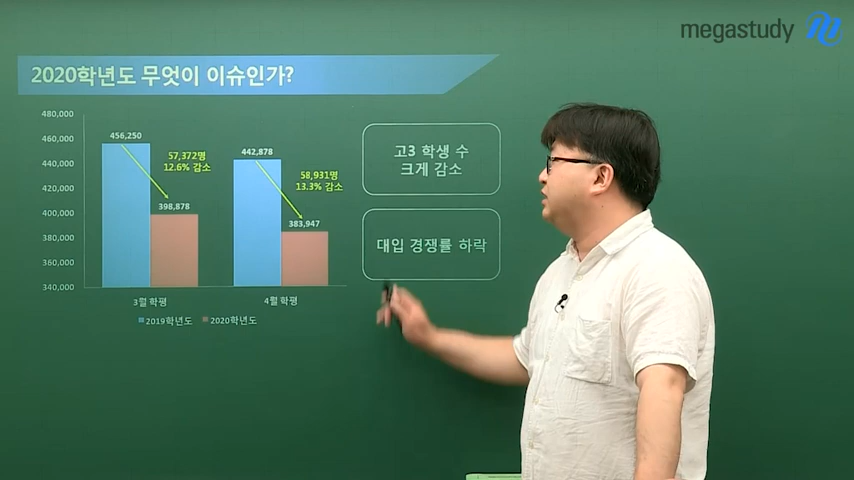 megastudy
2020학년도 무엇이 이슈인가?
480,000
460,000
440,000
420,000
400,000
380,000
360,000
340,000
456,250
57,372명
12.6% 감소
398,878
442,878
58,931명
13.3% 감소
383,947
3월 학평
4월 학평
2019학년도
2020학년도
고3 학생 수
크게 감소
대입 경쟁률 하락